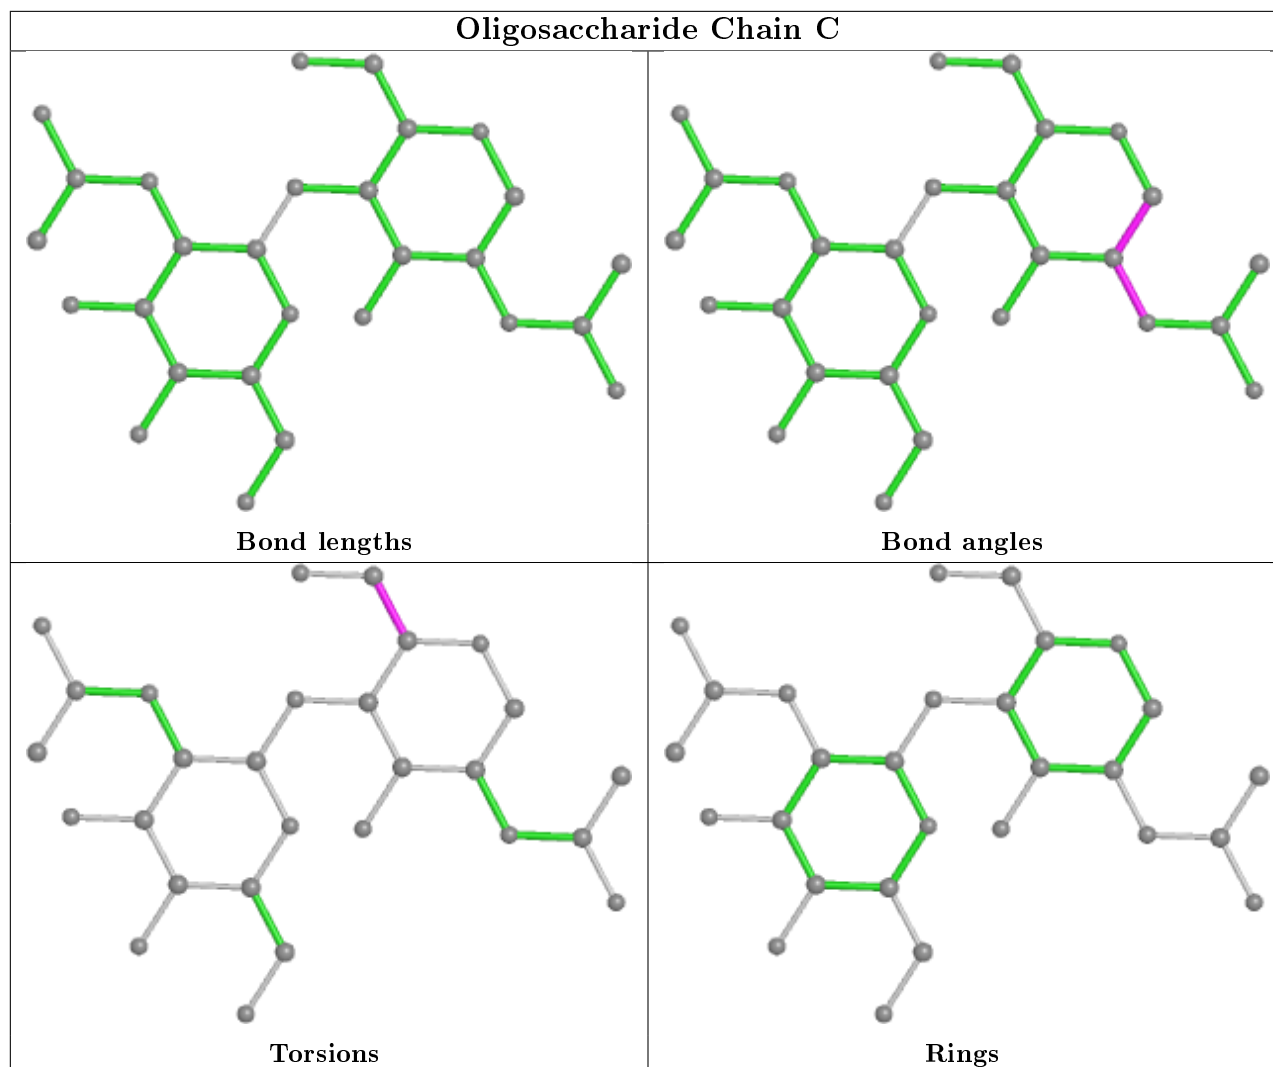 Oligosaccharide Chain C
Bond lengths
Bond angles
Torsions
Rings